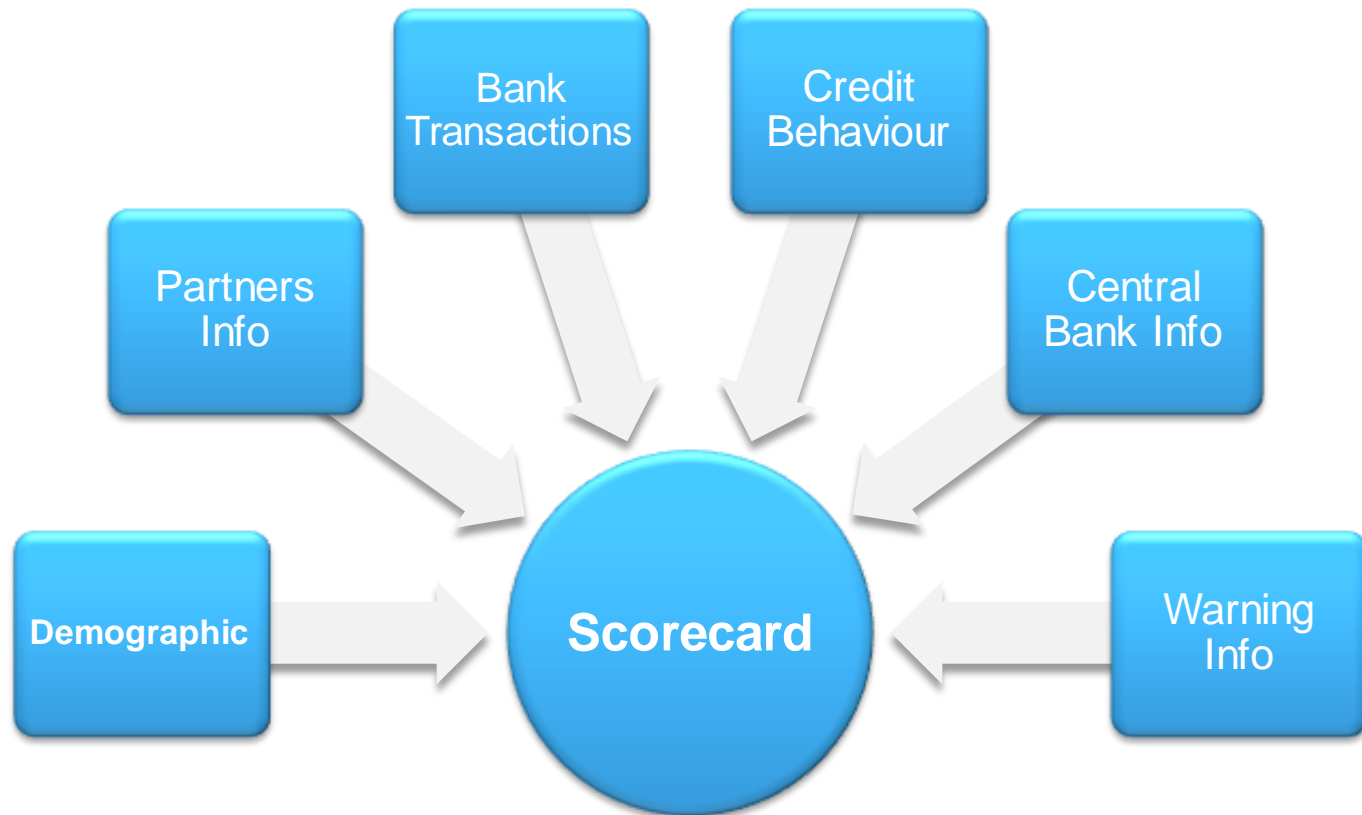 Bank
Transactions
Credit
Behaviour
Partners
Info
Central
Bank Info
Demographic
Scorecard
Warning
Info